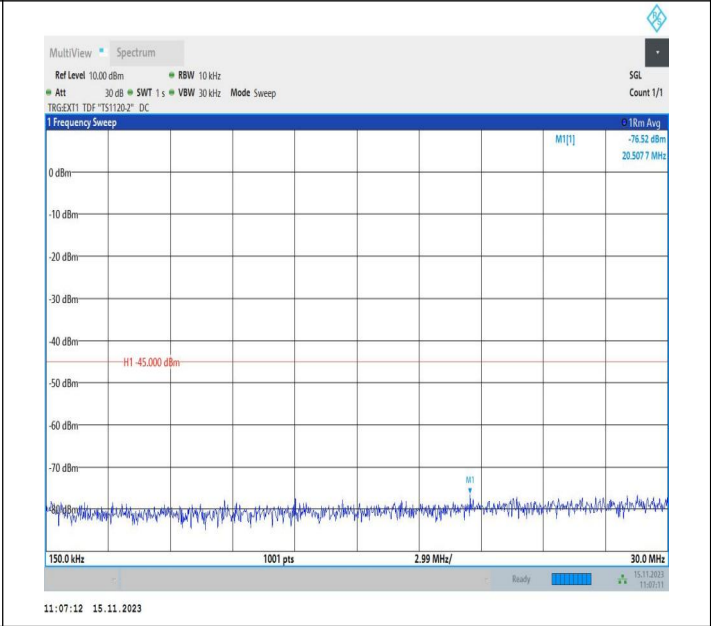 R S
MultiView Spectrum
Ref Level 10.00 dBm RBW 10 kHz SGL
Att 30 dB SWT 1 s VBW 30 kHz Mode Sweep Count 1/1
TRG:EXT1 TDF "TS1120-2" DC
1 Frequency Sweep 1Rm Avg
M1[1] -76.52 dBm
20.507 7 MHz
0 dBm
-10 dBm
-20 dBm
-30 dBm
-40 dBm
H1 -45.000 dBm
-50 dBm
-60 dBm
-70 dBm
M1
-80 dBm
150.0 kHz 1001 pts 2.99 MHz/ 30.0 MHz
Ready 15.11.2023
11:07:11
11:07:12 15.11.2023